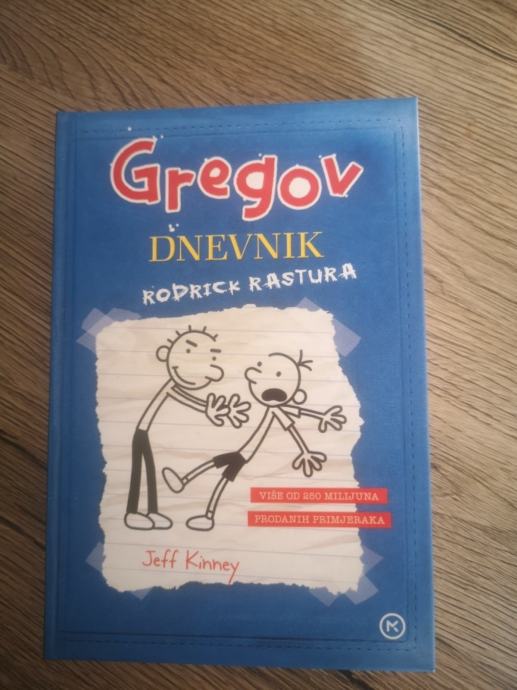 Gregov
DNEVNIK
RODRICK RASTURA
VIŠE OD 250 MILIJUNA
PRODANIH PRIMJERAKA
Jeff Kinney